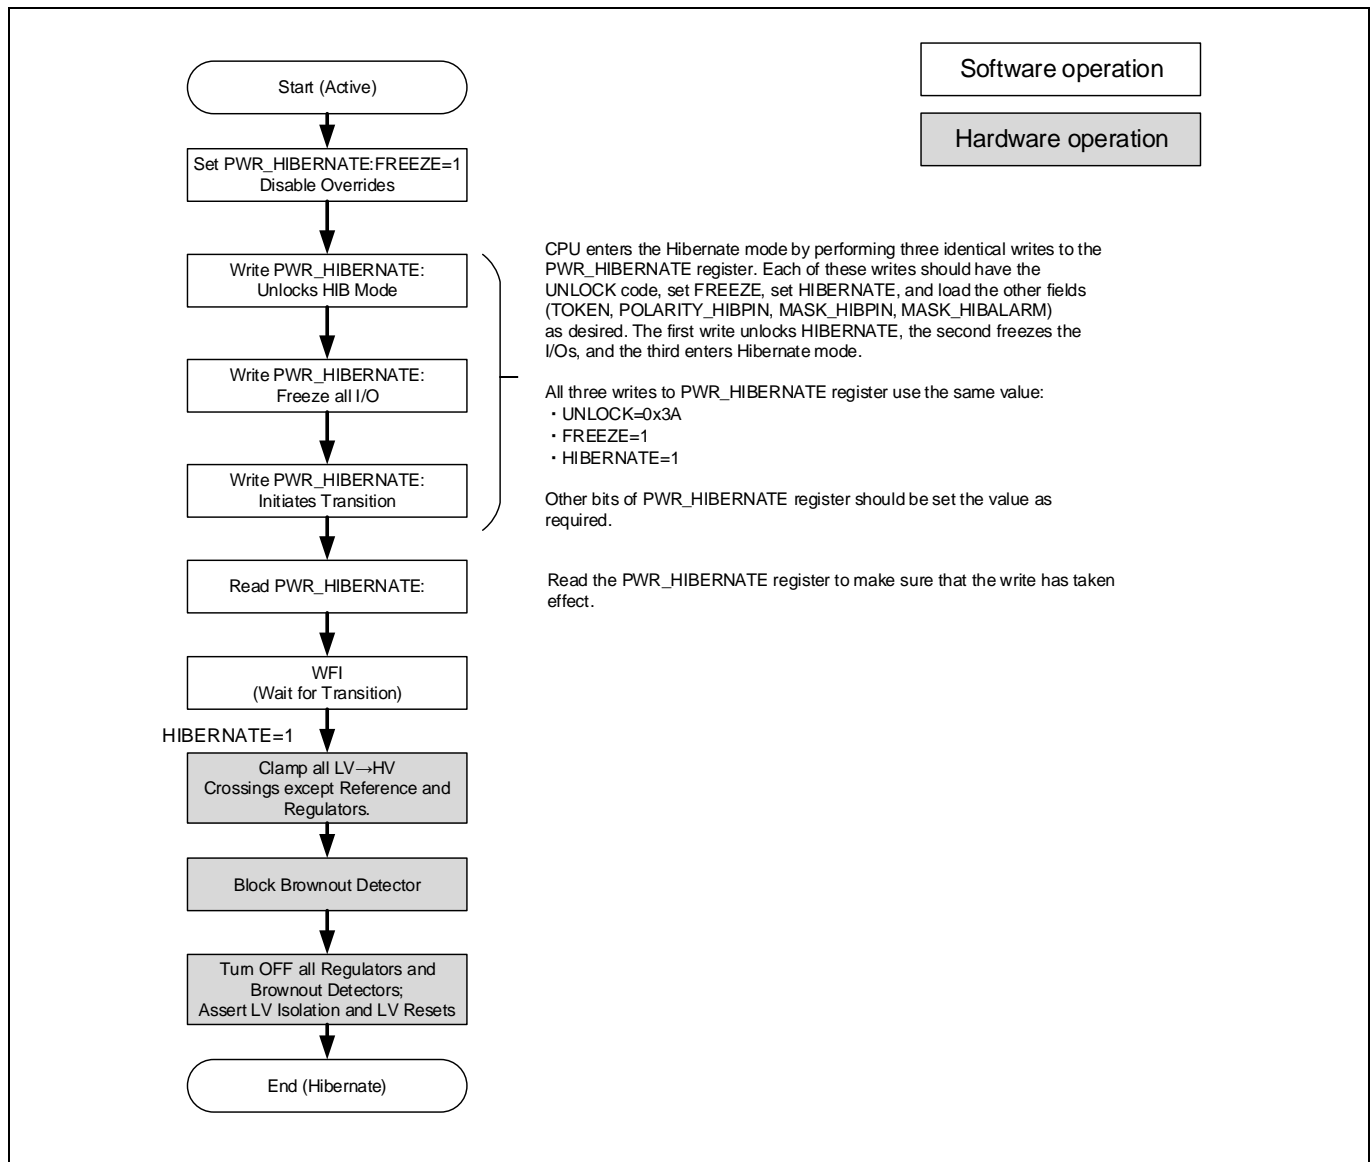 Software operation
Hardware operation
Start (Active)
Set PWR_HIBERNATE:FREEZE=1
Disable Overrides
Write PWR_HIBERNATE:
Unlocks HIB Mode
Write PWR_HIBERNATE:
Freeze all I/O
Write PWR_HIBERNATE:
Initiates Transition
CPU enters the Hibernate mode by performing three identical writes to the
PWR_HIBERNATE register. Each of these writes should have the
UNLOCK code, set FREEZE, set HIBERNATE, and load the other fields
(TOKEN, POLARITY_HIBPIN, MASK_HIBPIN, MASK_HIBALARM)
as desired. The first write unlocks HIBERNATE, the second freezes the
I/Os, and the third enters Hibernate mode.
All three writes to PWR_HIBERNATE register use the same value:
・UNLOCK=0x3A
・FREEZE=1
・HIBERNATE=1
Other bits of PWR_HIBERNATE register should be set the value as
required.
Read PWR_HIBERNATE:
Read the PWR_HIBERNATE register to make sure that the write has taken
effect.
WFI
(Wait for Transition)
HIBERNATE=1
Clamp all LV→HV
Crossings except Reference and
Regulators.
Block Brownout Detector
Turn OFF all Regulators and
Brownout Detectors;
Assert LV Isolation and LV Resets
End (Hibernate)